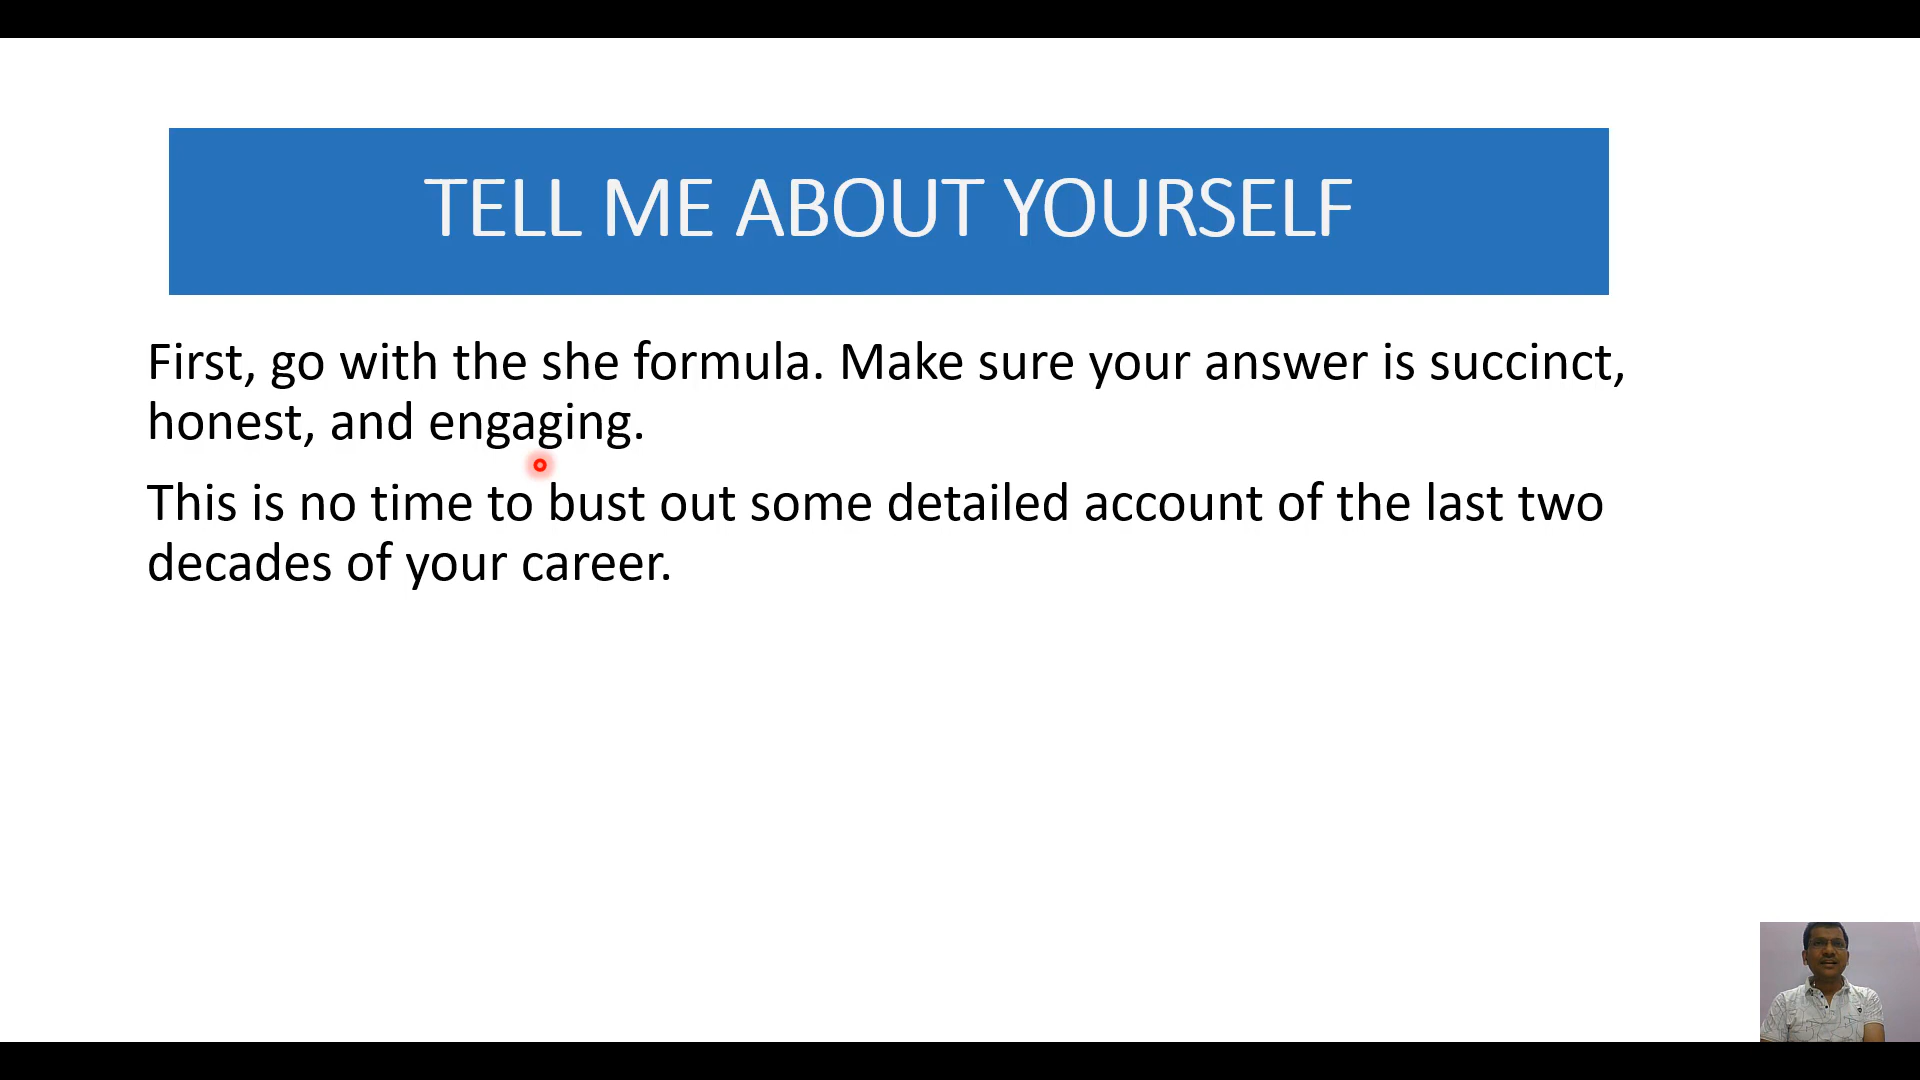 TELL ME ABOUT YOURSELF
First, go with the she formula. Make sure your answer is succinct,
honest, and engaging.
This is no time to bust out some detailed account of the last two
decades of your career.